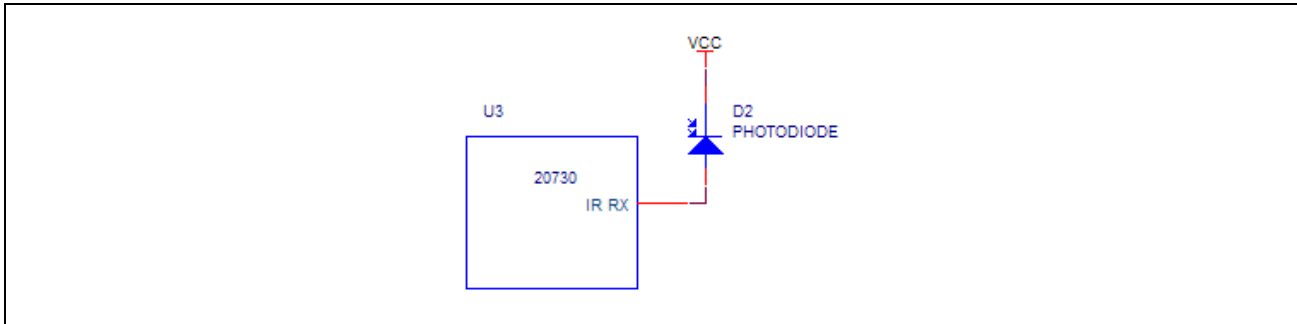 VCC
U3
D2
PHOTODIODE
20730
IR RX